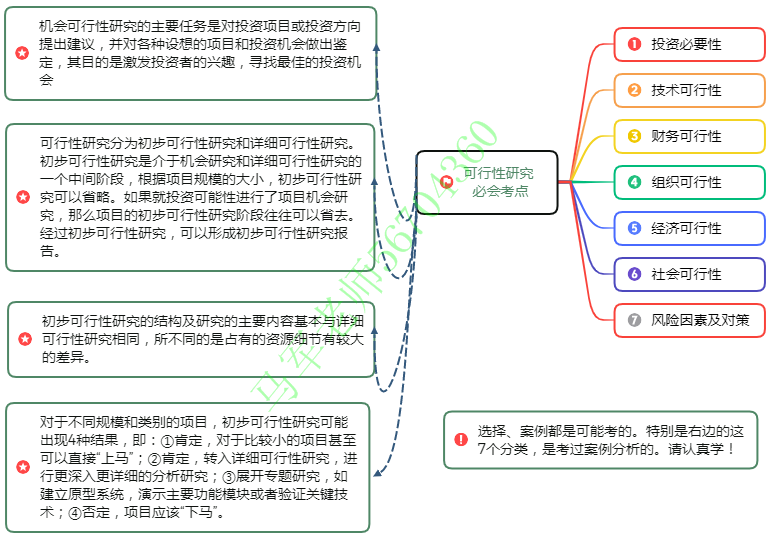 机会可行性研究的主要任务是对投资项目或投资方向
提出建议，并对各种设想的项目和投资机会做出鉴
定，其目的是激发投资者的兴趣，寻找最佳的投资机
会
可行性研究分为初步可行性研究和详细可行性研究。
初步可行性研究是介于机会研究和详细可行性研究的
一个中间阶段，根据项目规模的大小，初步可行性研
究可以省略。如果就投资可能性进行了项目机会研
究，那么项目的初步可行性研究阶段往往可以省去。
经过初步可行性研究，可以形成初步可行性研究报
告。
初步可行性研究的结构及研究的主要内容基本与详细
可行性研究相同，所不同的是占有的资源细节有较大
的差异。
对于不同规模和类别的项目，初步可行性研究可能
出现4种结果，即：①肯定，对于比较小的项目甚至
可以直接“上马”；②肯定，转入详细可行性研究，进
行更深入更详细的分析研究；③展开专题研究，如
建立原型系统，演示主要功能模块或者验证关键技
术；④否定，项目应该“下马”。
可行性研究
必会考点
1 投资必要性
2 技术可行性
3 财务可行性
4 组织可行性
5 经济可行性
6 社会可行性
7 风险因素及对策
选择、案例都是可能考的。特别是右边的这
7个分类，是考过案例分析的。请认真学！
马军老师56704360